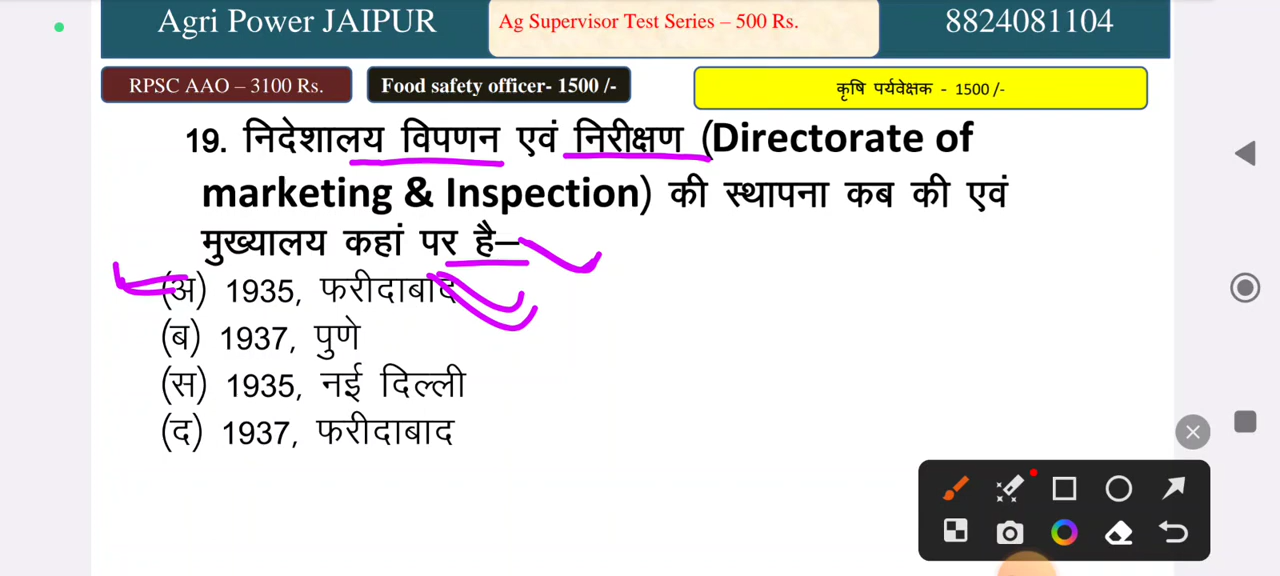 Agri Power JAIPUR
Ag Supervisor Test Series – 500 Rs.
8824081104
RPSC AAO – 3100 Rs.
Food safety officer- 1500 /-
कृषि पर्यवेक्षक - 1500 /-
19. निदेशालय विपणन एवं निरीक्षण (Directorate of
marketing & Inspection) की स्थापना कब की एवं
मुख्यालय कहां पर है–
(अ) 1935, फरीदाबाद
(ब) 1937, पुणे
(स) 1935, नई दिल्ली
(द) 1937, फरीदाबाद